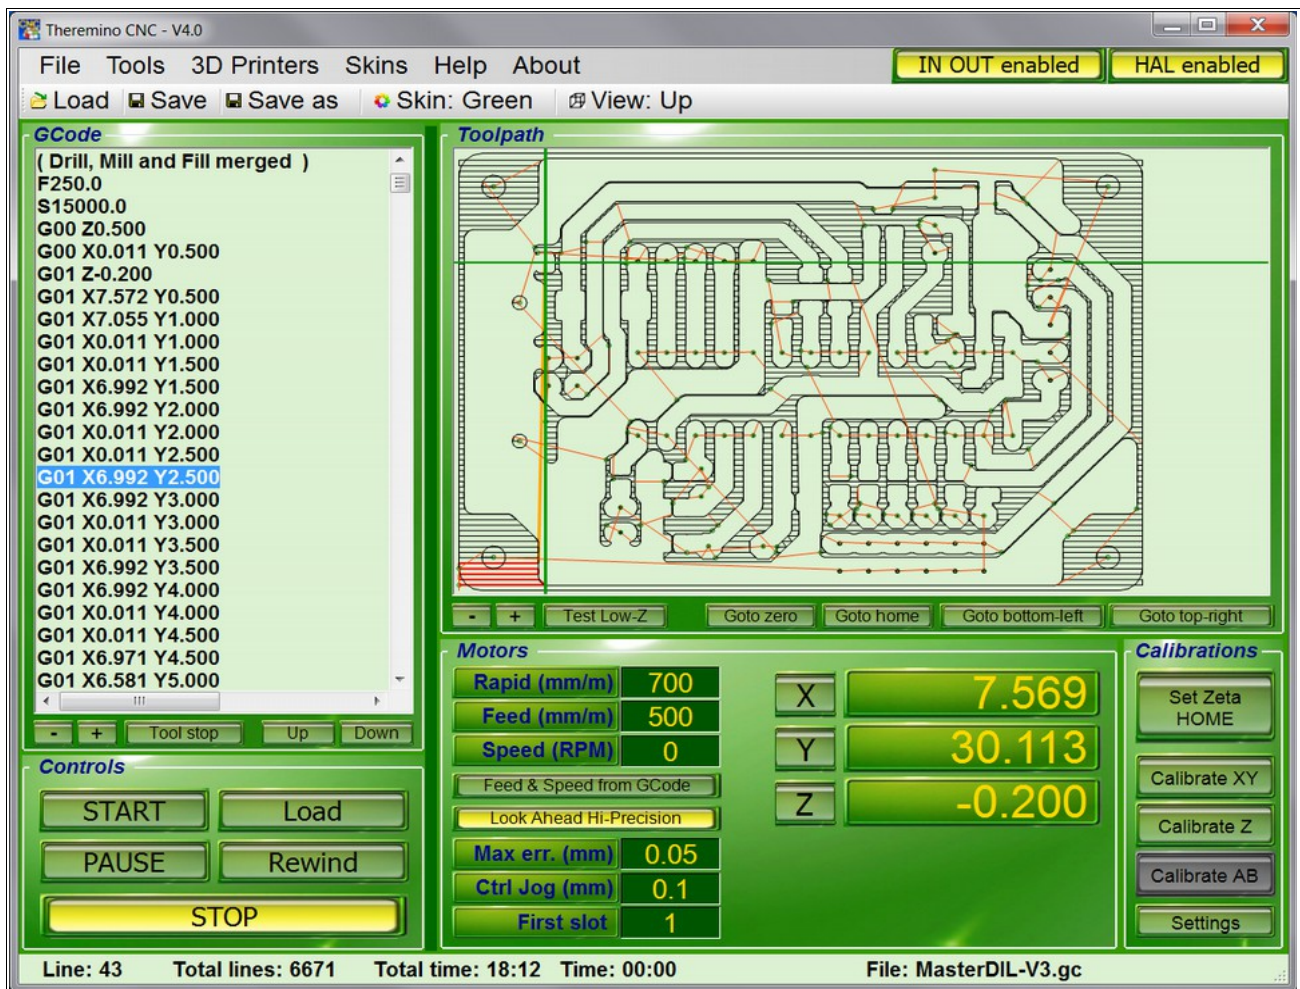 Theremino CNC - V4.0
File Tools 3D Printers Skins Help About IN OUT enabled HAL enabled
Load Save Save as Skin: Green View: Up
GCode
( Drill, Mill and Fill merged )
F250.0
S15000.0
G00 Z0.500
G00 X0.011 Y0.500
G01 Z-0.200
G01 X7.572 Y0.500
G01 X7.055 Y1.000
G01 X0.011 Y1.000
G01 X0.011 Y1.500
G01 X6.992 Y1.500
G01 X6.992 Y2.000
G01 X0.011 Y2.000
G01 X0.011 Y2.500
G01 X6.992 Y2.500
G01 X6.992 Y3.000
G01 X0.011 Y3.000
G01 X0.011 Y3.500
G01 X6.992 Y3.500
G01 X6.992 Y4.000
G01 X0.011 Y4.000
G01 X0.011 Y4.500
G01 X6.971 Y4.500
G01 X6.581 Y5.000
- + Tool stop Up Down
Toolpath
- + Test Low-Z Goto zero Goto home Goto bottom-left Goto top-right
Controls
START Load
PAUSE Rewind
STOP
Motors
Rapid (mm/m) 700
Feed (mm/m) 500
Speed (RPM) 0
Feed & Speed from GCode
Look Ahead Hi-Precision
Max err. (mm) 0.05
Ctrl Jog (mm) 0.1
First slot 1
X 7.569
Y 30.113
Z -0.200
Calibrations
Set Zeta
HOME
Calibrate XY
Calibrate Z
Calibrate AB
Settings
Line: 43 Total lines: 6671 Total time: 18:12 Time: 00:00 File: MasterDIL-V3.gc